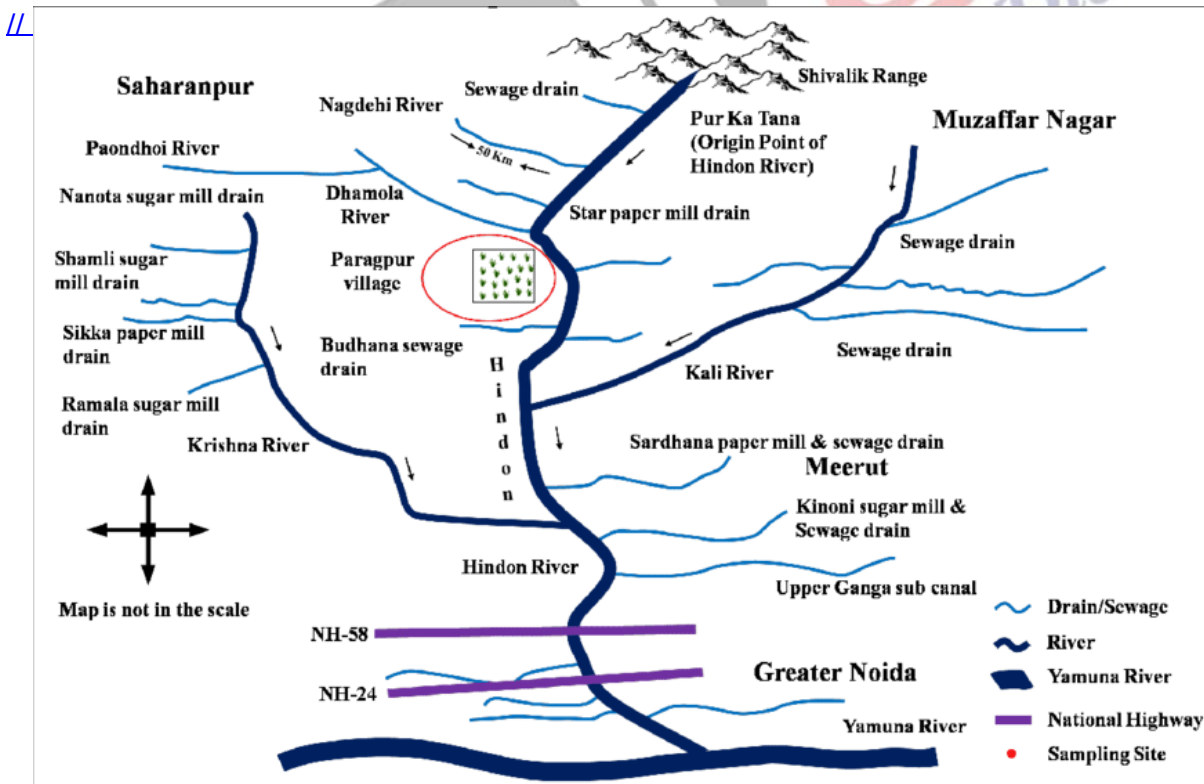 //
Shivalik Range
Saharanpur
Sewage drain
Nagdehi River
Pur Ka Tana
(Origin Point of
Hindon River)
Muzaffar Nagar
Paondhoi River
50 Km
Nanota sugar mill drain
Dhamola
River
Star paper mill drain
Sewage drain
Shamli sugar
mill drain
Paragpur
village
Sikka paper mill
drain
Budhana sewage
drain
Hindon
Sewage drain
Kali River
Ramala sugar mill
drain
Krishna River
Sardhana paper mill & sewage drain
Meerut
Kinoni sugar mill &
Sewage drain
Hindon River
Upper Ganga sub canal
Map is not in the scale
Drain/Sewage
NH-58
River
Greater Noida
Yamuna River
NH-24
Yamuna River
National Highway
Sampling Site